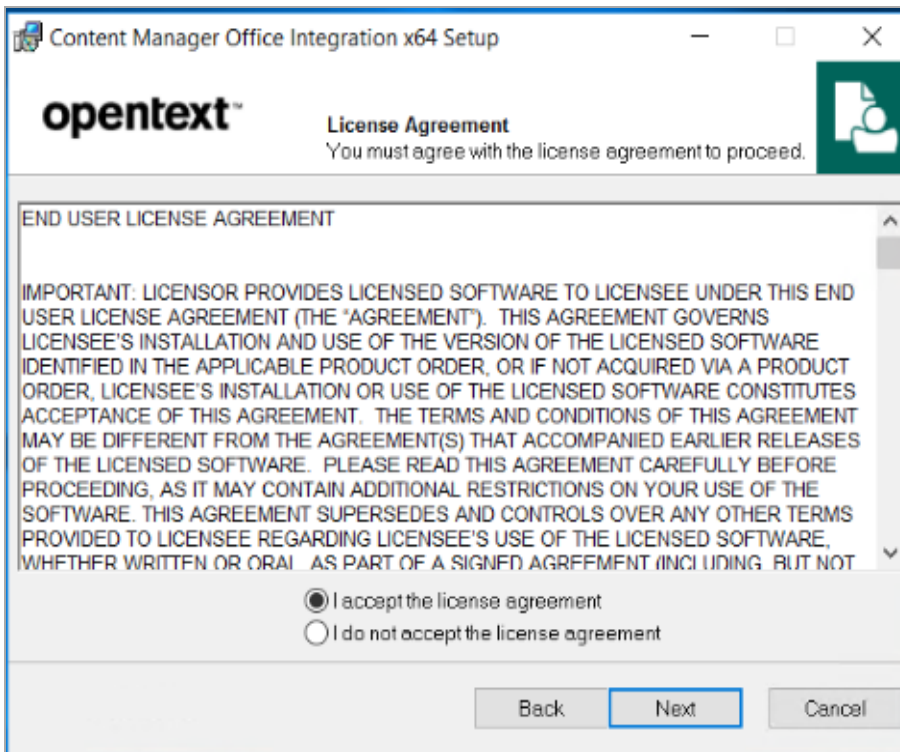 Content Manager Office Integration x64 Setup
opentext™
License Agreement
You must agree with the license agreement to proceed.
END USER LICENSE AGREEMENT
IMPORTANT: LICENSOR PROVIDES LICENSED SOFTWARE TO LICENSEE UNDER THIS END
USER LICENSE AGREEMENT (THE “AGREEMENT”).  THIS AGREEMENT GOVERNS
LICENSEE’S INSTALLATION AND USE OF THE VERSION OF THE LICENSED SOFTWARE
IDENTIFIED IN THE APPLICABLE PRODUCT ORDER, OR IF NOT ACQUIRED VIA A PRODUCT
ORDER, LICENSEE’S INSTALLATION OR USE OF THE LICENSED SOFTWARE CONSTITUTES
ACCEPTANCE OF THIS AGREEMENT.  THE TERMS AND CONDITIONS OF THIS AGREEMENT
MAY BE DIFFERENT FROM THE AGREEMENT(S) THAT ACCOMPANIED EARLIER RELEASES
OF THE LICENSED SOFTWARE.  PLEASE READ THIS AGREEMENT CAREFULLY BEFORE
PROCEEDING, AS IT MAY CONTAIN ADDITIONAL RESTRICTIONS ON YOUR USE OF THE
SOFTWARE. THIS AGREEMENT SUPERSEDES AND CONTROLS OVER ANY OTHER TERMS
PROVIDED TO LICENSEE REGARDING LICENSEE’S USE OF THE LICENSED SOFTWARE,
WHETHER WRITTEN OR ORAL, AS PART OF A SIGNED AGREEMENT (INCLUDING, BUT NOT
I accept the license agreement
I do not accept the license agreement
Back
Next
Cancel